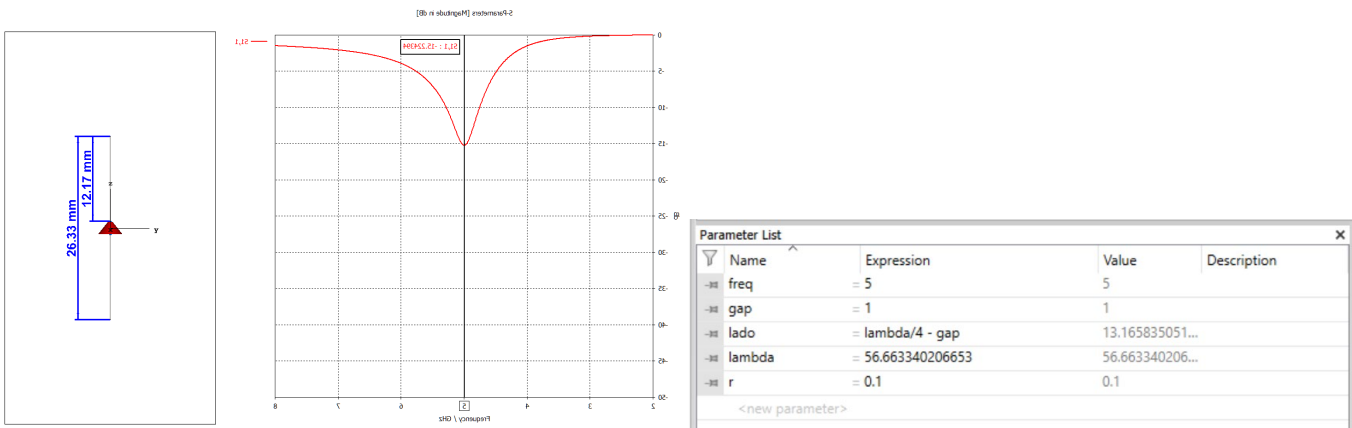 S-Parameters [Magnitude in dB]
S1,1
S1,1 : -15.224394
0
-5
-10
-15
-20
-25
-30
-35
-40
-45
-50
dB
8
7
6
5
4
3
2
Frequency / GHz
12.17 mm
26.33 mm
z
y
Parameter List
Name Expression Value Description
freq = 5 5
gap = 1 1
lado = lambda/4 - gap 13.165835051...
lambda = 56.663340206653 56.663340206...
r = 0.1 0.1
<new parameter>